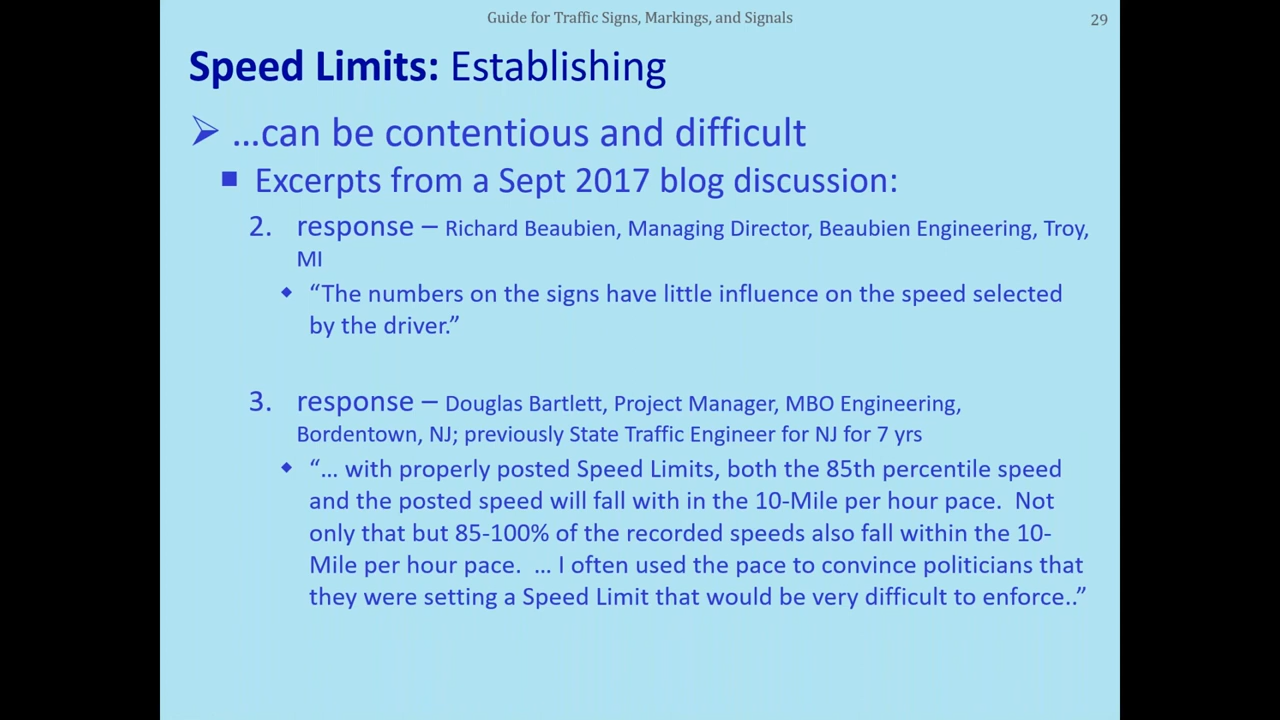 Guide for Traffic Signs, Markings, and Signals
29
Speed Limits: Establishing
➢ …can be contentious and difficult
▪ Excerpts from a Sept 2017 blog discussion:
2. response – Richard Beaubien, Managing Director, Beaubien Engineering, Troy,
MI
◆ “The numbers on the signs have little influence on the speed selected
by the driver.”
3. response – Douglas Bartlett, Project Manager, MBO Engineering,
Bordentown, NJ; previously State Traffic Engineer for NJ for 7 yrs
◆ “… with properly posted Speed Limits, both the 85th percentile speed
and the posted speed will fall with in the 10-Mile per hour pace.  Not
only that but 85-100% of the recorded speeds also fall within the 10-
Mile per hour pace.  … I often used the pace to convince politicians that
they were setting a Speed Limit that would be very difficult to enforce..”